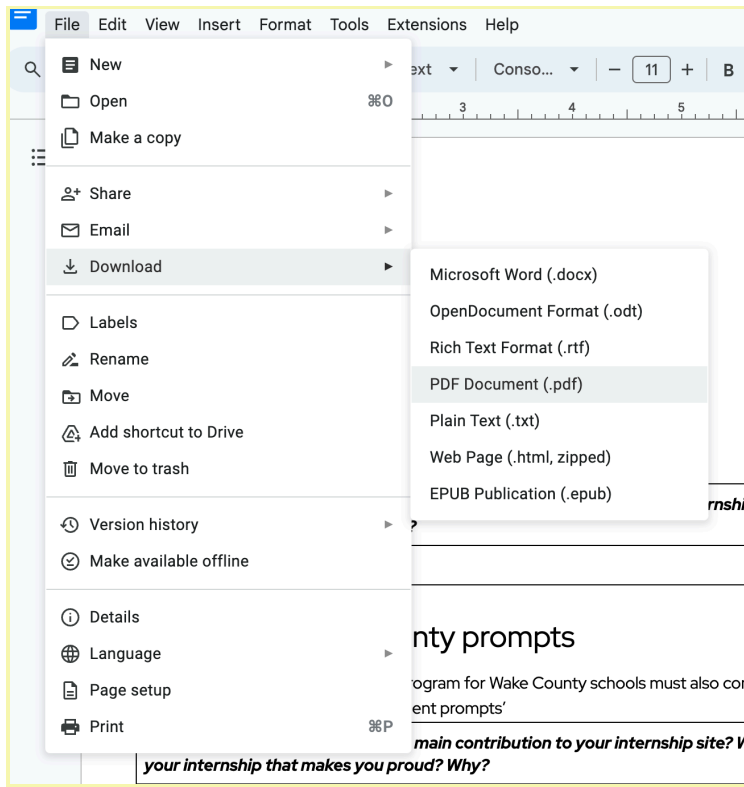 File Edit View Insert Format Tools Extensions Help
New
ext Conso... − 11 + B
Open ⌘O
3 4 5
Make a copy
Share
Email
Download
Microsoft Word (.docx)
OpenDocument Format (.odt)
Labels
Rich Text Format (.rtf)
Rename
PDF Document (.pdf)
Move
Plain Text (.txt)
Add shortcut to Drive
Web Page (.html, zipped)
Move to trash
EPUB Publication (.epub)
rnshi
Version history
?
Make available offline
Details
nty prompts
Language
ogram for Wake County schools must also cor
Page setup
ent prompts’
Print ⌘P
main contribution to your internship site? W
your internship that makes you proud? Why?